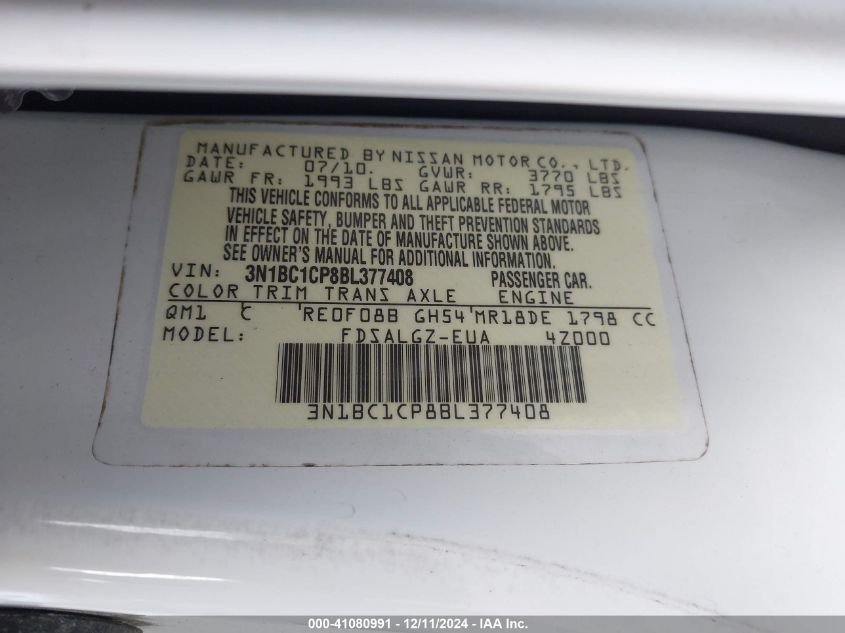 MANUFACTURED BY NISSAN MOTOR CO., LTD.
DATE: 07/10. GVWR: 3770 LBS
GAWR FR: 1993 LBS GAWR RR: 1795 LBS
THIS VEHICLE CONFORMS TO ALL APPLICABLE FEDERAL MOTOR
VEHICLE SAFETY, BUMPER AND THEFT PREVENTION STANDARDS
IN EFFECT ON THE DATE OF MANUFACTURE SHOWN ABOVE.
SEE OWNER'S MANUAL FOR ADDITIONAL INFORMATION.
VIN: 3N1BC1CP8BL377408 PASSENGER CAR.
COLOR TRIM TRANS AXLE ENGINE
QM1 C RE0F08B GH54 MR18DE 1798 CC
MODEL: FDSALGZ-EUA 4Z000
3N1BC1CP8BL377408
000-41080991 - 12/11/2024 - IAA Inc.